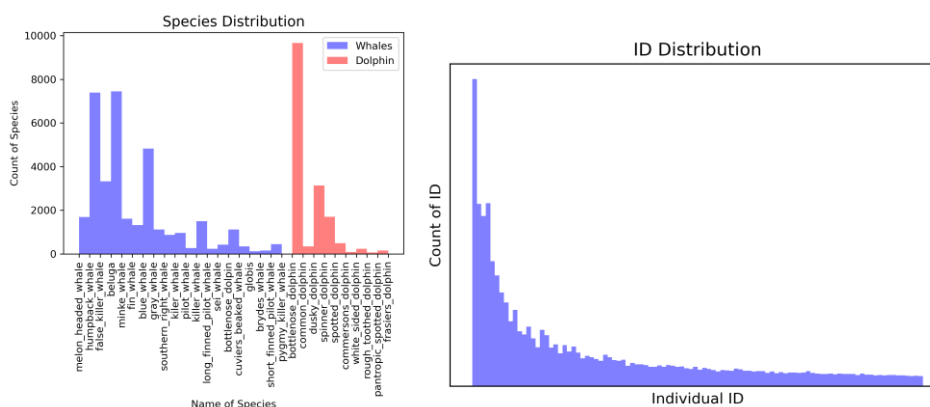 Species Distribution
10000
8000
6000
4000
2000
0
Count of Species
Whales
Dolphin
melon_headed_whale
humpback_whale
false_killer_whale
beluga
minke_whale
fin_whale
blue_whale
gray_whale
southern_right_whale
kiler_whale
pilot_whale
killer_whale
long_finned_pilot_whale
sei_whale
bottlenose_dolpin
cuviers_beaked_whale
globis
brydes_whale
short_finned_pilot_whale
pygmy_killer_whale
bottlenose_dolphin
common_dolphin
dusky_dolphin
spinner_dolphin
spotted_dolphin
commersons_dolphin
white_sided_dolphin
rough_toothed_dolphin
pantropic_spotted_dolphin
frasiers_dolphin
Name of Species
ID Distribution
Count of ID
Individual ID